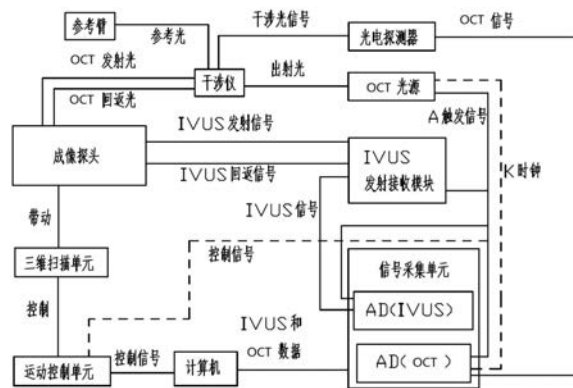 参考臂
参考光
干涉光信号
光电探测器
OCT 信号
OCT 发射光
OCT 回返光
干涉仪
出射光
OCT 光源
A触发信号
K时钟
成像探头
IVUS发射信号
IVUS回返信号
IVUS
发射接收模块
IVUS信号
带动
控制信号
三维扫描单元
信号采集单元
AD(IVUS)
控制
IVUS和
OCT 数据
运动控制单元
控制信号
计算机
AD( OCT )